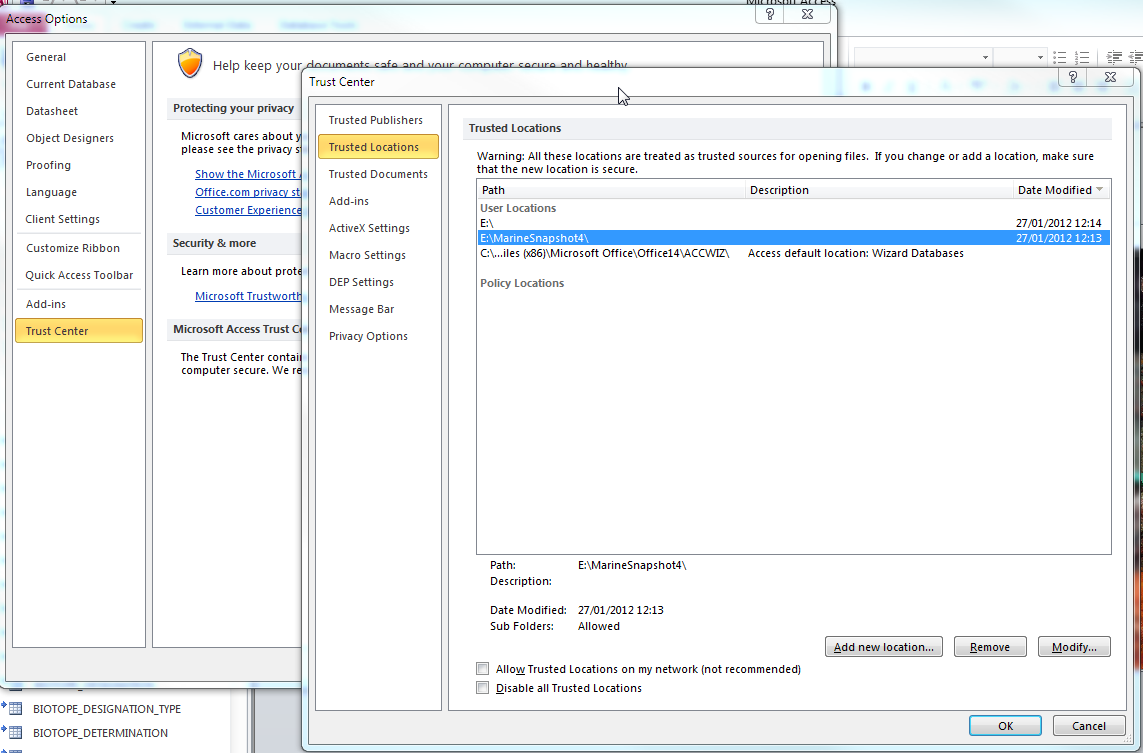 Microsoft Access
Access Options
General
Current Database
Datasheet
Object Designers
Proofing
Language
Client Settings
Customize Ribbon
Quick Access Toolbar
Add-ins
Trust Center
Help keep your documents safe and your computer secure and healthy.
Protecting your privacy
Microsoft cares about y
please see the privacy st
Show the Microsoft A
Office.com privacy st
Customer Experience
Security & more
Learn more about prote
Microsoft Trustworth
Microsoft Access Trust Ce
The Trust Center contain
computer secure. We re
Trust Center
Trusted Publishers
Trusted Locations
Trusted Documents
Add-ins
ActiveX Settings
Macro Settings
DEP Settings
Message Bar
Privacy Options
Trusted Locations
Warning: All these locations are treated as trusted sources for opening files. If you change or add a location, make sure
that the new location is secure.
Path Description Date Modified
User Locations
E:\ 27/01/2012 12:14
E:\MarineSnapshot4\ 27/01/2012 12:13
C:\...iles (x86)\Microsoft Office\Office14\ACCWIZ\ Access default location: Wizard Databases
Policy Locations
Path: E:\MarineSnapshot4\
Description:
Date Modified: 27/01/2012 12:13
Sub Folders: Allowed
Add new location... Remove Modify...
Allow Trusted Locations on my network (not recommended)
Disable all Trusted Locations
OK Cancel
BIOTOPE_DESIGNATION_TYPE
BIOTOPE_DETERMINATION